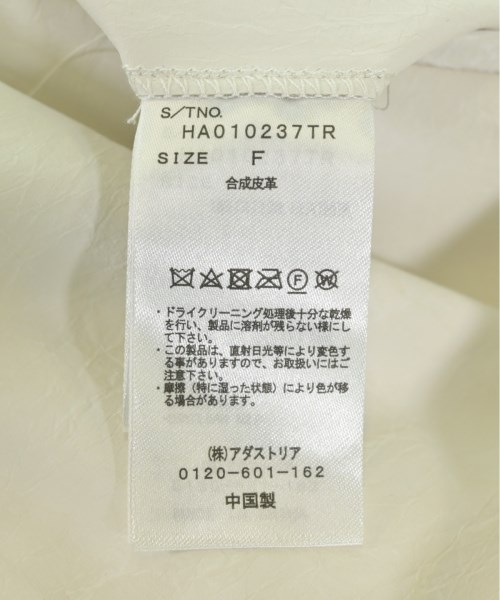 S/TNO.
HA010237TR
SIZE F
合成皮革
F W
・ドライクリーニング処理後十分な乾燥
を行い、製品に溶剤が残らない様にし
て下さい。
・この製品は、直射日光等により変色す
る事がありますので、お取扱いにはご
注意下さい。
・摩擦（特に湿った状態）により色が移
る場合があります。
(株)アダストリア
0120-601-162
中国製